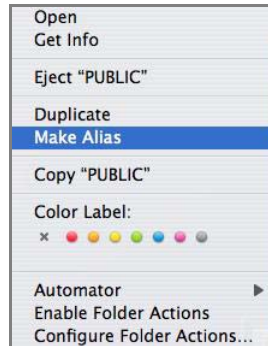 Open
Get Info
Eject “PUBLIC”
Duplicate
Make Alias
Copy “PUBLIC”
Color Label:
Automator
Enable Folder Actions
Configure Folder Actions...